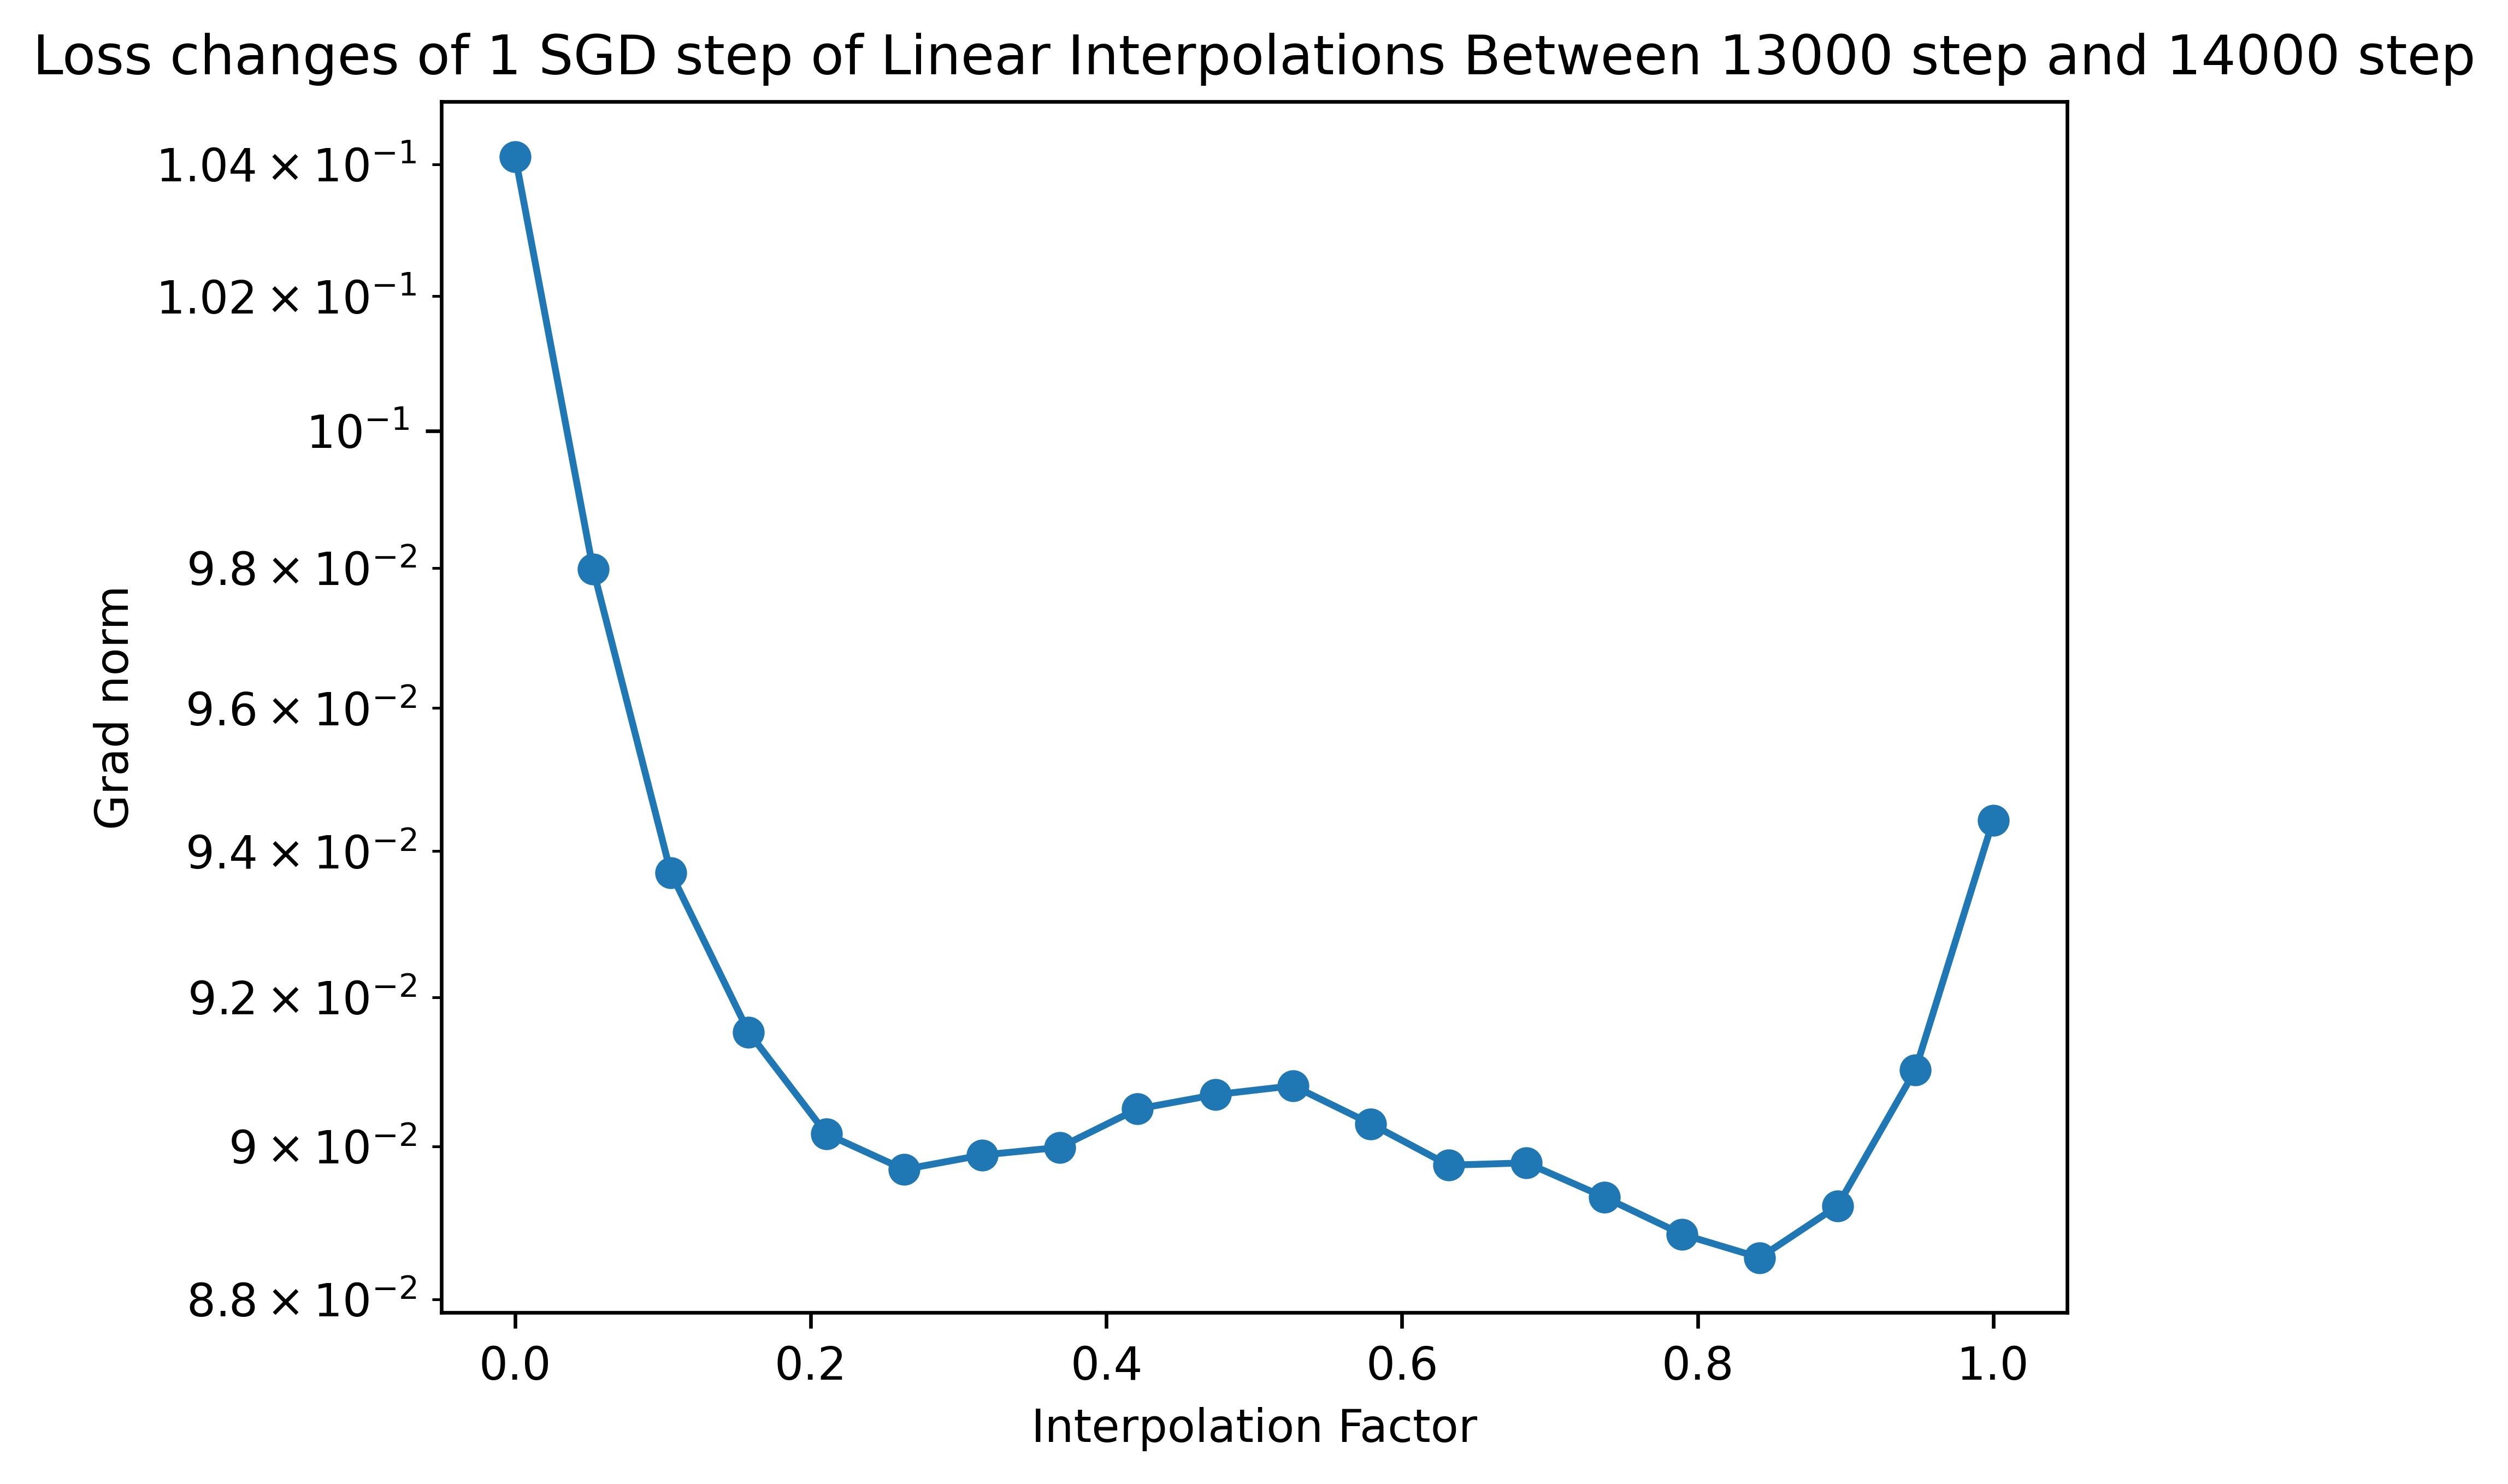 Loss changes of 1 SGD step of Linear Interpolations Between 13000 step and 14000 step
1.04 × 10⁻¹
1.02 × 10⁻¹
10⁻¹
9.8 × 10⁻²
9.6 × 10⁻²
9.4 × 10⁻²
9.2 × 10⁻²
9 × 10⁻²
8.8 × 10⁻²
Grad norm
0.0 0.2 0.4 0.6 0.8 1.0
Interpolation Factor